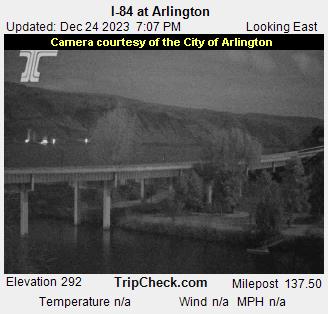 I-84 at Arlington
Updated: Dec 24 2023 7:07 PM Looking East
Camera courtesy of the City of Arlington
Elevation 292 TripCheck.com Milepost 137.50
Temperature n/a Wind n/a MPH n/a